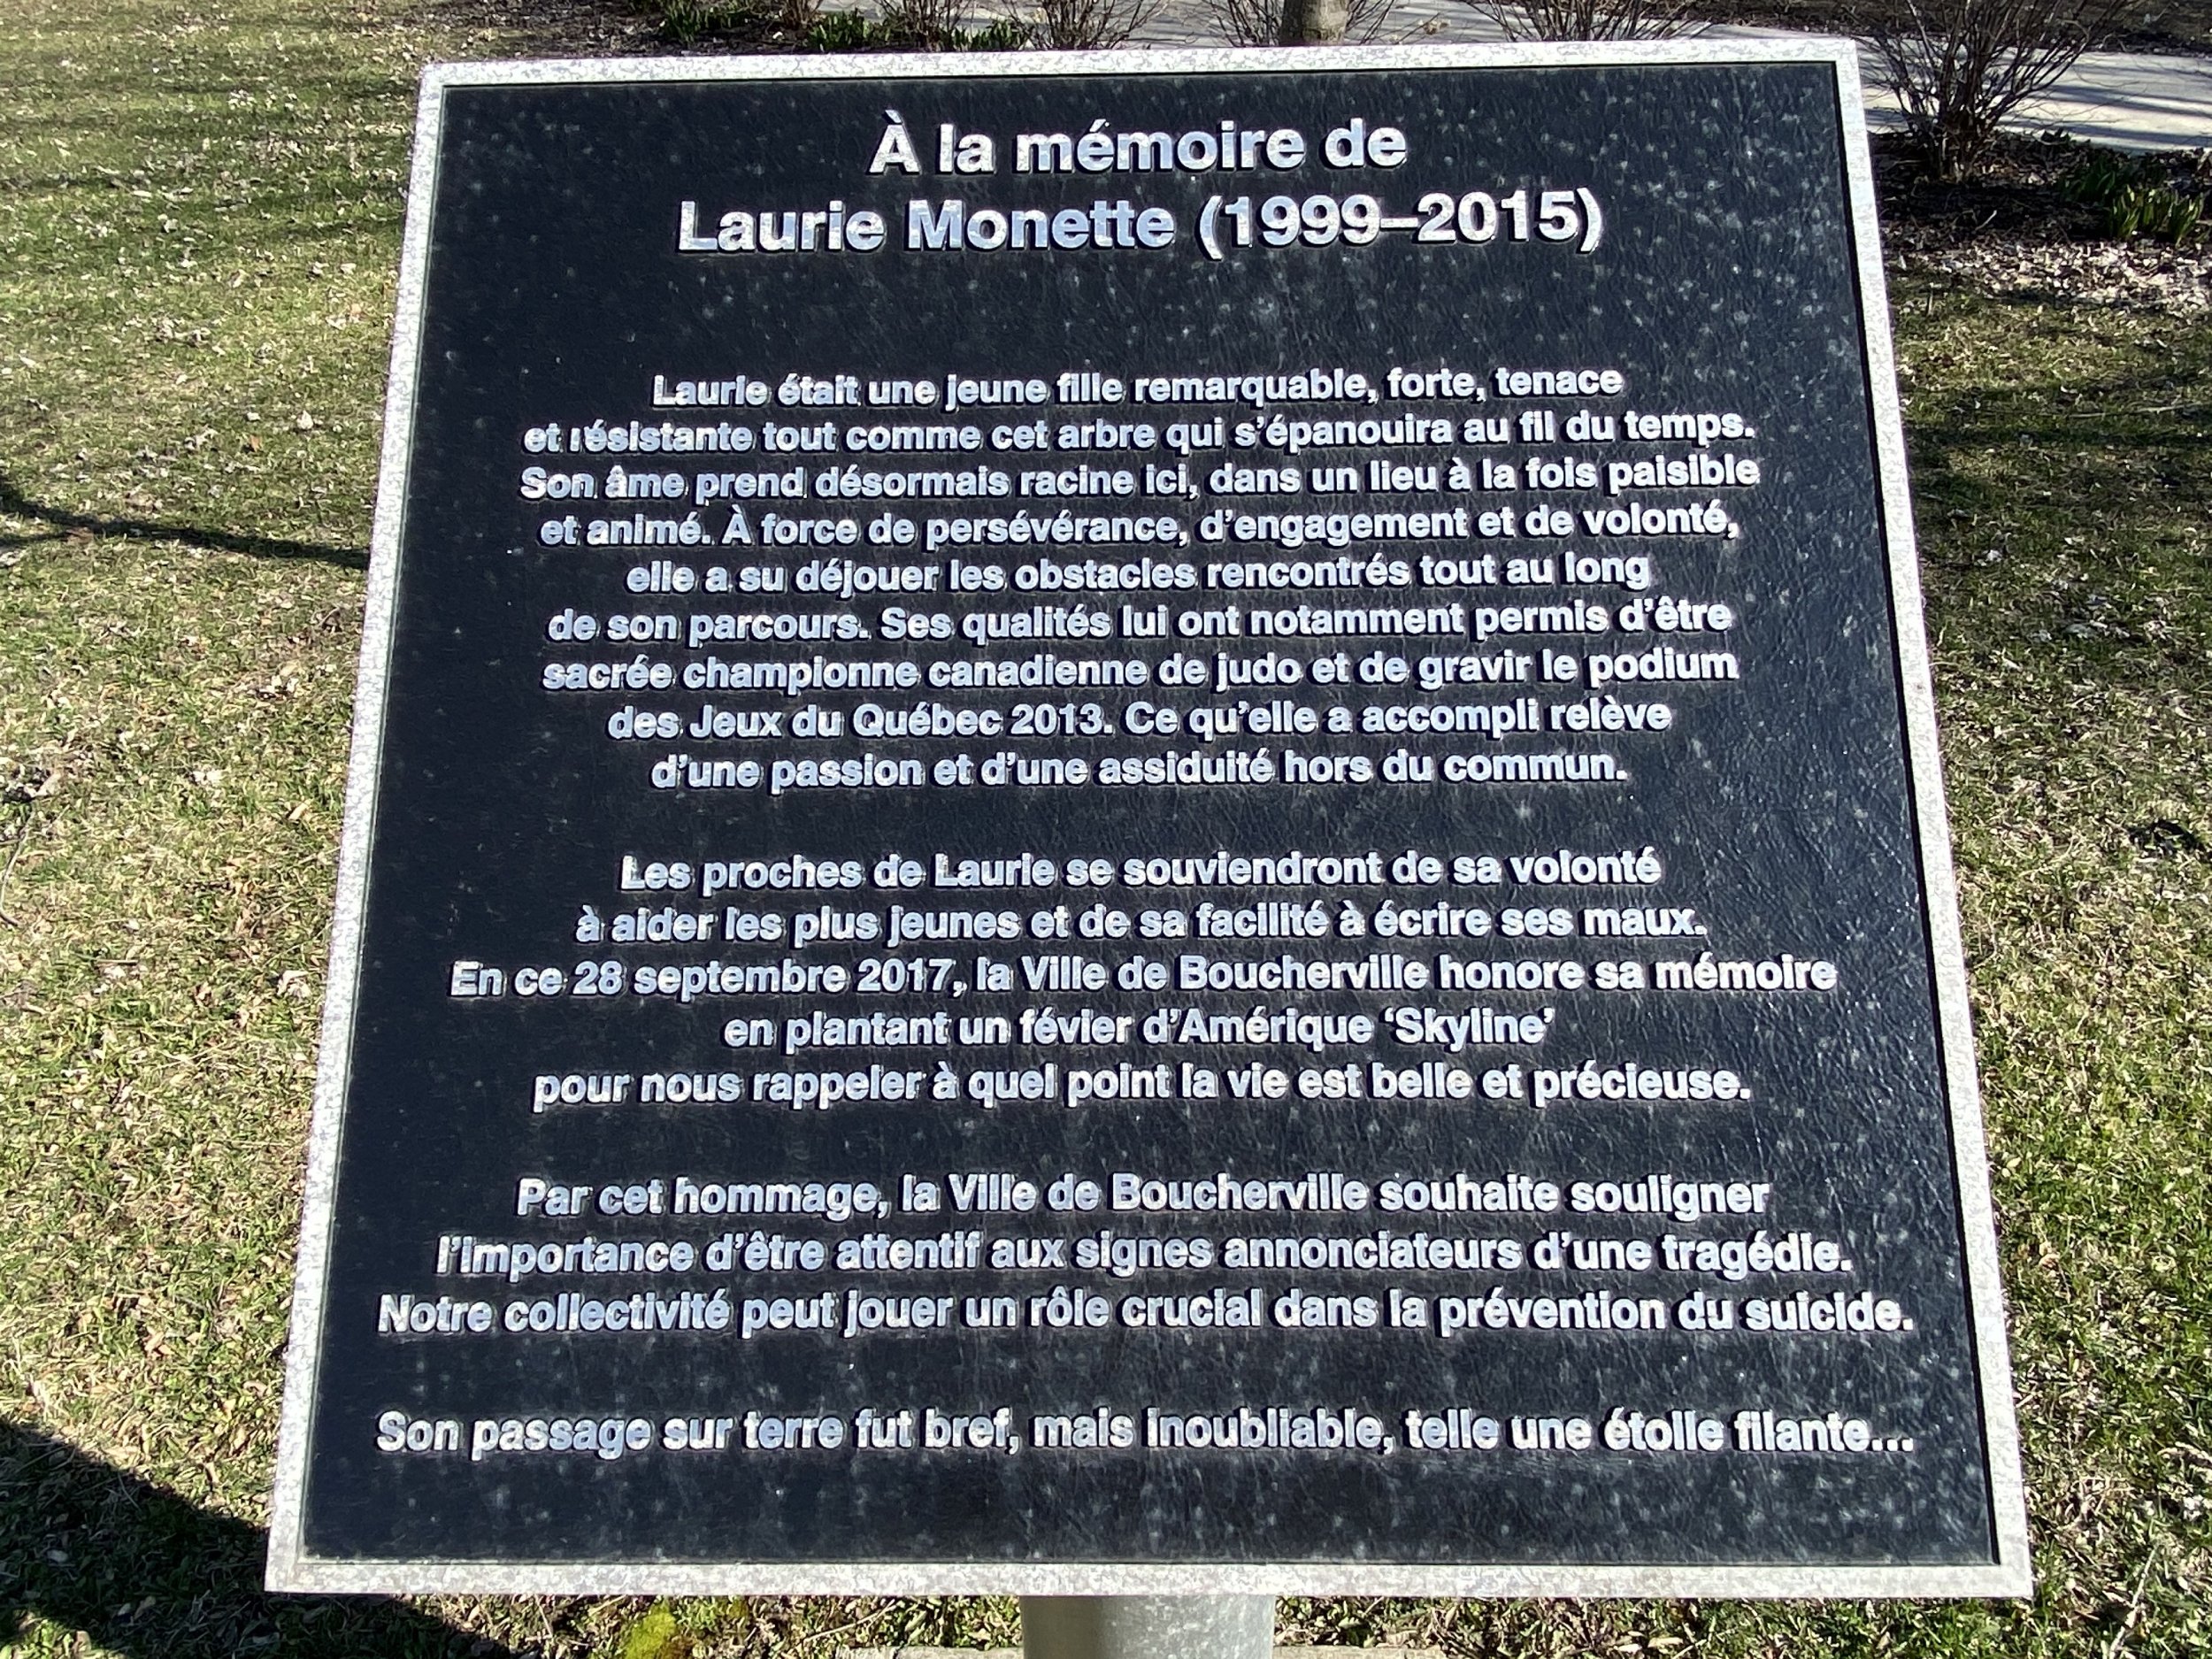 À la mémoire de
Laurie Monette (1999–2015)
Laurie était une jeune fille remarquable, forte, tenace
et résistante tout comme cet arbre qui s'épanouira au fil du temps.
Son âme prend désormais racine ici, dans un lieu à la fois paisible
et animé. À force de persévérance, d'engagement et de volonté,
elle a su déjouer les obstacles rencontrés tout au long
de son parcours. Ses qualités lui ont notamment permis d'être
sacrée championne canadienne de judo et de gravir le podium
des Jeux du Québec 2013. Ce qu'elle a accompli relève
d'une passion et d'une assiduité hors du commun.
Les proches de Laurie se souviendront de sa volonté
à aider les plus jeunes et de sa facilité à écrire ses maux.
En ce 28 septembre 2017, la Ville de Boucherville honore sa mémoire
en plantant un févier d'Amérique ‘Skyline’
pour nous rappeler à quel point la vie est belle et précieuse.
Par cet hommage, la Ville de Boucherville souhaite souligner
l'importance d'être attentif aux signes annonciateurs d'une tragédie.
Notre collectivité peut jouer un rôle crucial dans la prévention du suicide.
Son passage sur terre fut bref, mais inoubliable, telle une étoile filante...